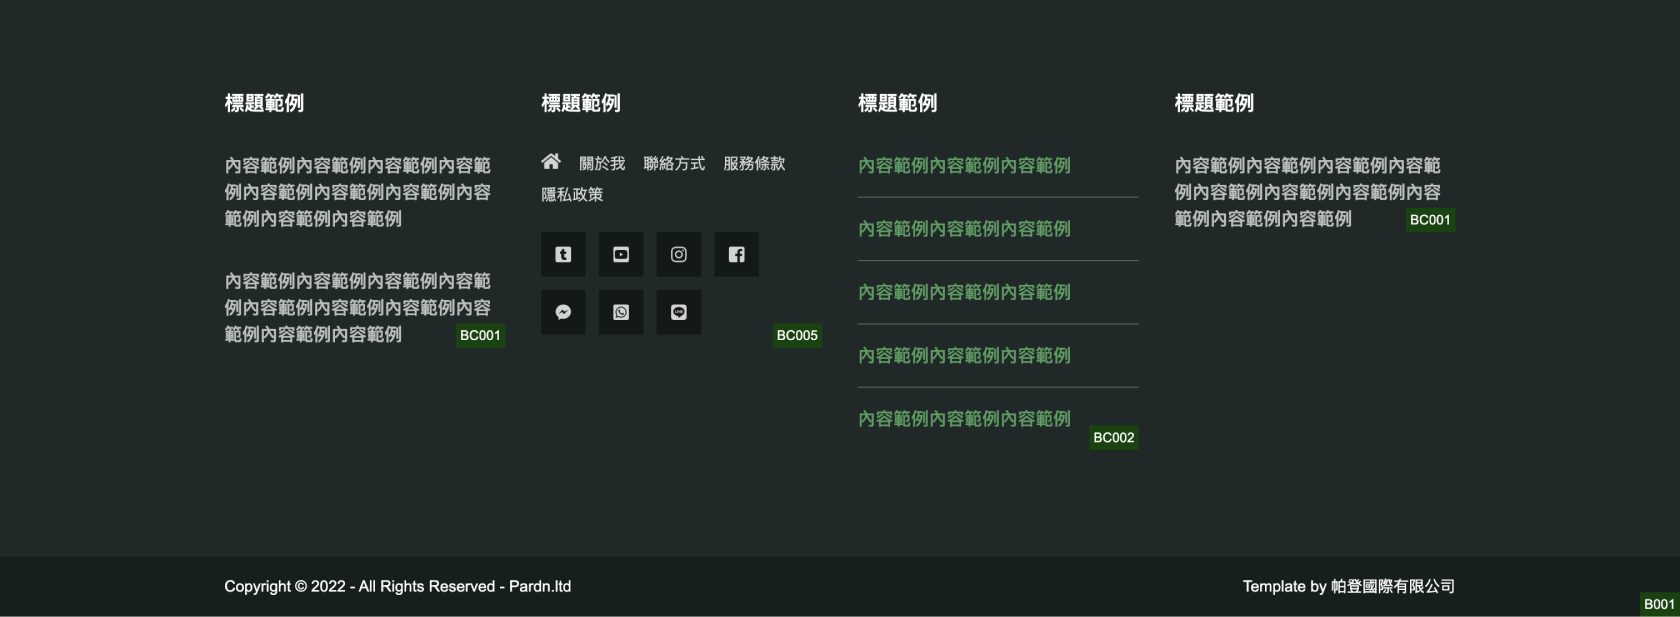 標題範例
內容範例內容範例內容範例內容範
例內容範例內容範例內容範例內容
範例內容範例內容範例
內容範例內容範例內容範例內容範
例內容範例內容範例內容範例內容
範例內容範例內容範例
BC001
標題範例
關於我 聯絡方式 服務條款
隱私政策
BC005
標題範例
內容範例內容範例內容範例
內容範例內容範例內容範例
內容範例內容範例內容範例
內容範例內容範例內容範例
內容範例內容範例內容範例
BC002
標題範例
內容範例內容範例內容範例內容範
例內容範例內容範例內容範例內容
範例內容範例內容範例
BC001
Copyright © 2022 - All Rights Reserved - Pardn.ltd
Template by 帕登國際有限公司
B001